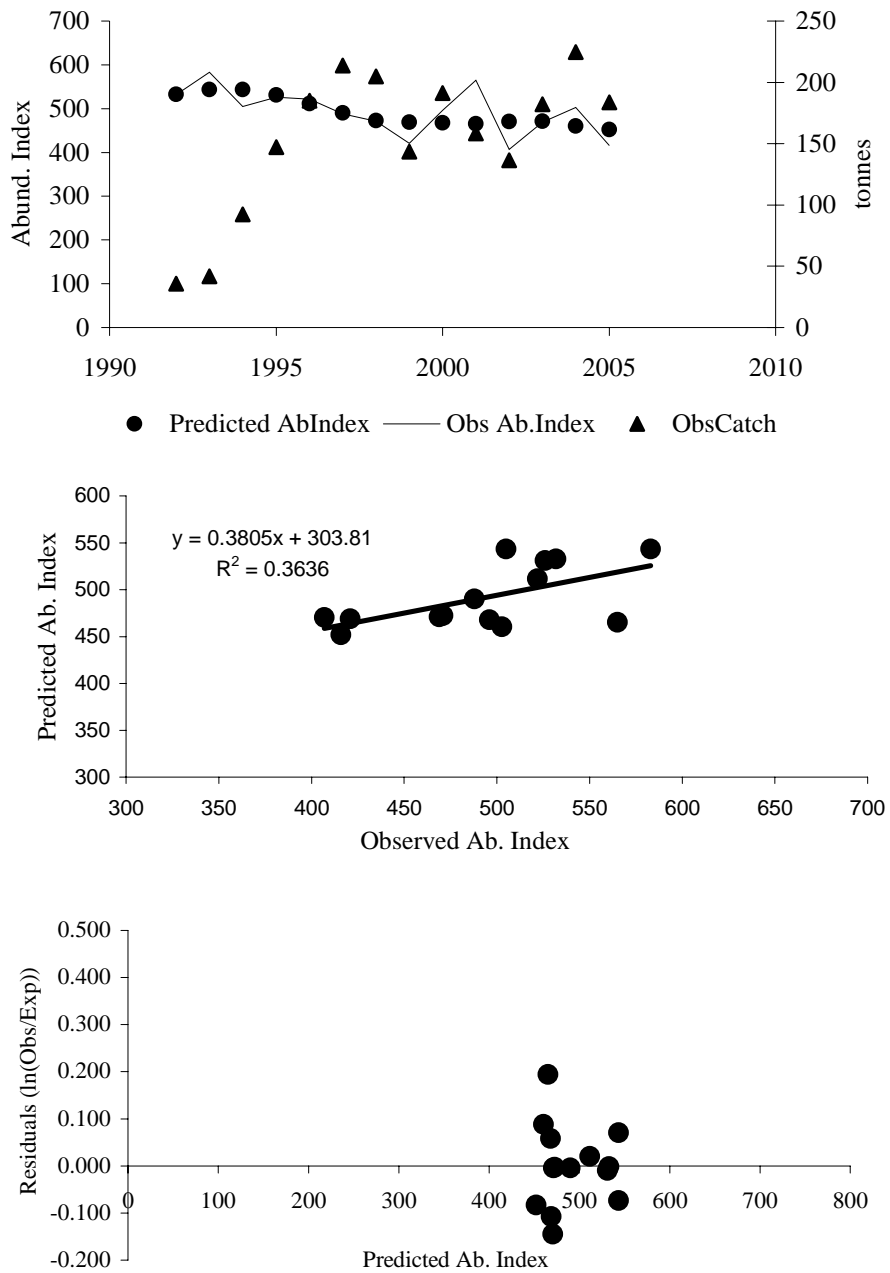 700
600
500
400
300
200
100
0
Abund. Index
250
200
150
100
50
0
tonnes
1990 1995 2000 2005 2010
Predicted AbIndex Obs Ab.Index ObsCatch
600
550
500
450
400
350
300
Predicted Ab. Index
y = 0.3805x + 303.81
R² = 0.3636
300 350 400 450 500 550 600 650 700
Observed Ab. Index
0.500
0.400
0.300
0.200
0.100
0.000
-0.100
-0.200
Residuals (ln(Obs/Exp))
0 100 200 300 400 500 600 700 800
Predicted Ab. Index